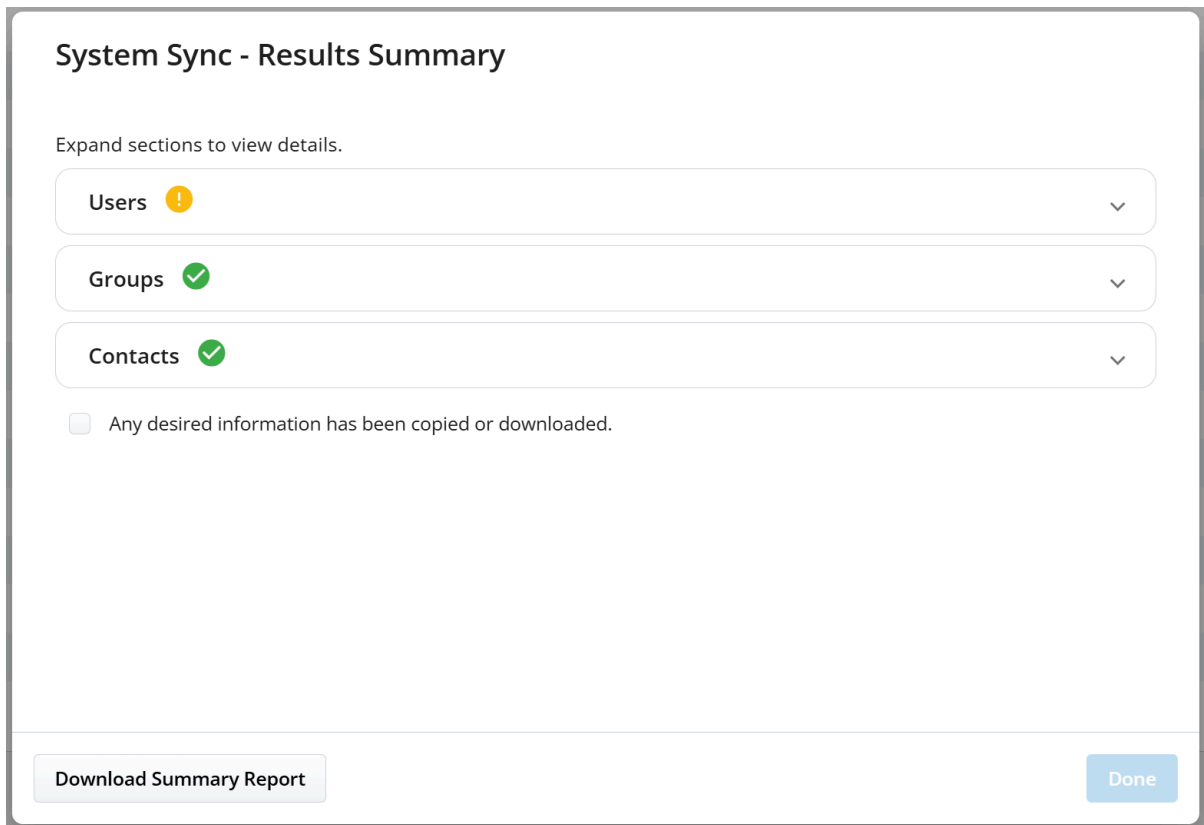 System Sync - Results Summary
Expand sections to view details.
Users
Groups
Contacts
Any desired information has been copied or downloaded.
Download Summary Report
Done